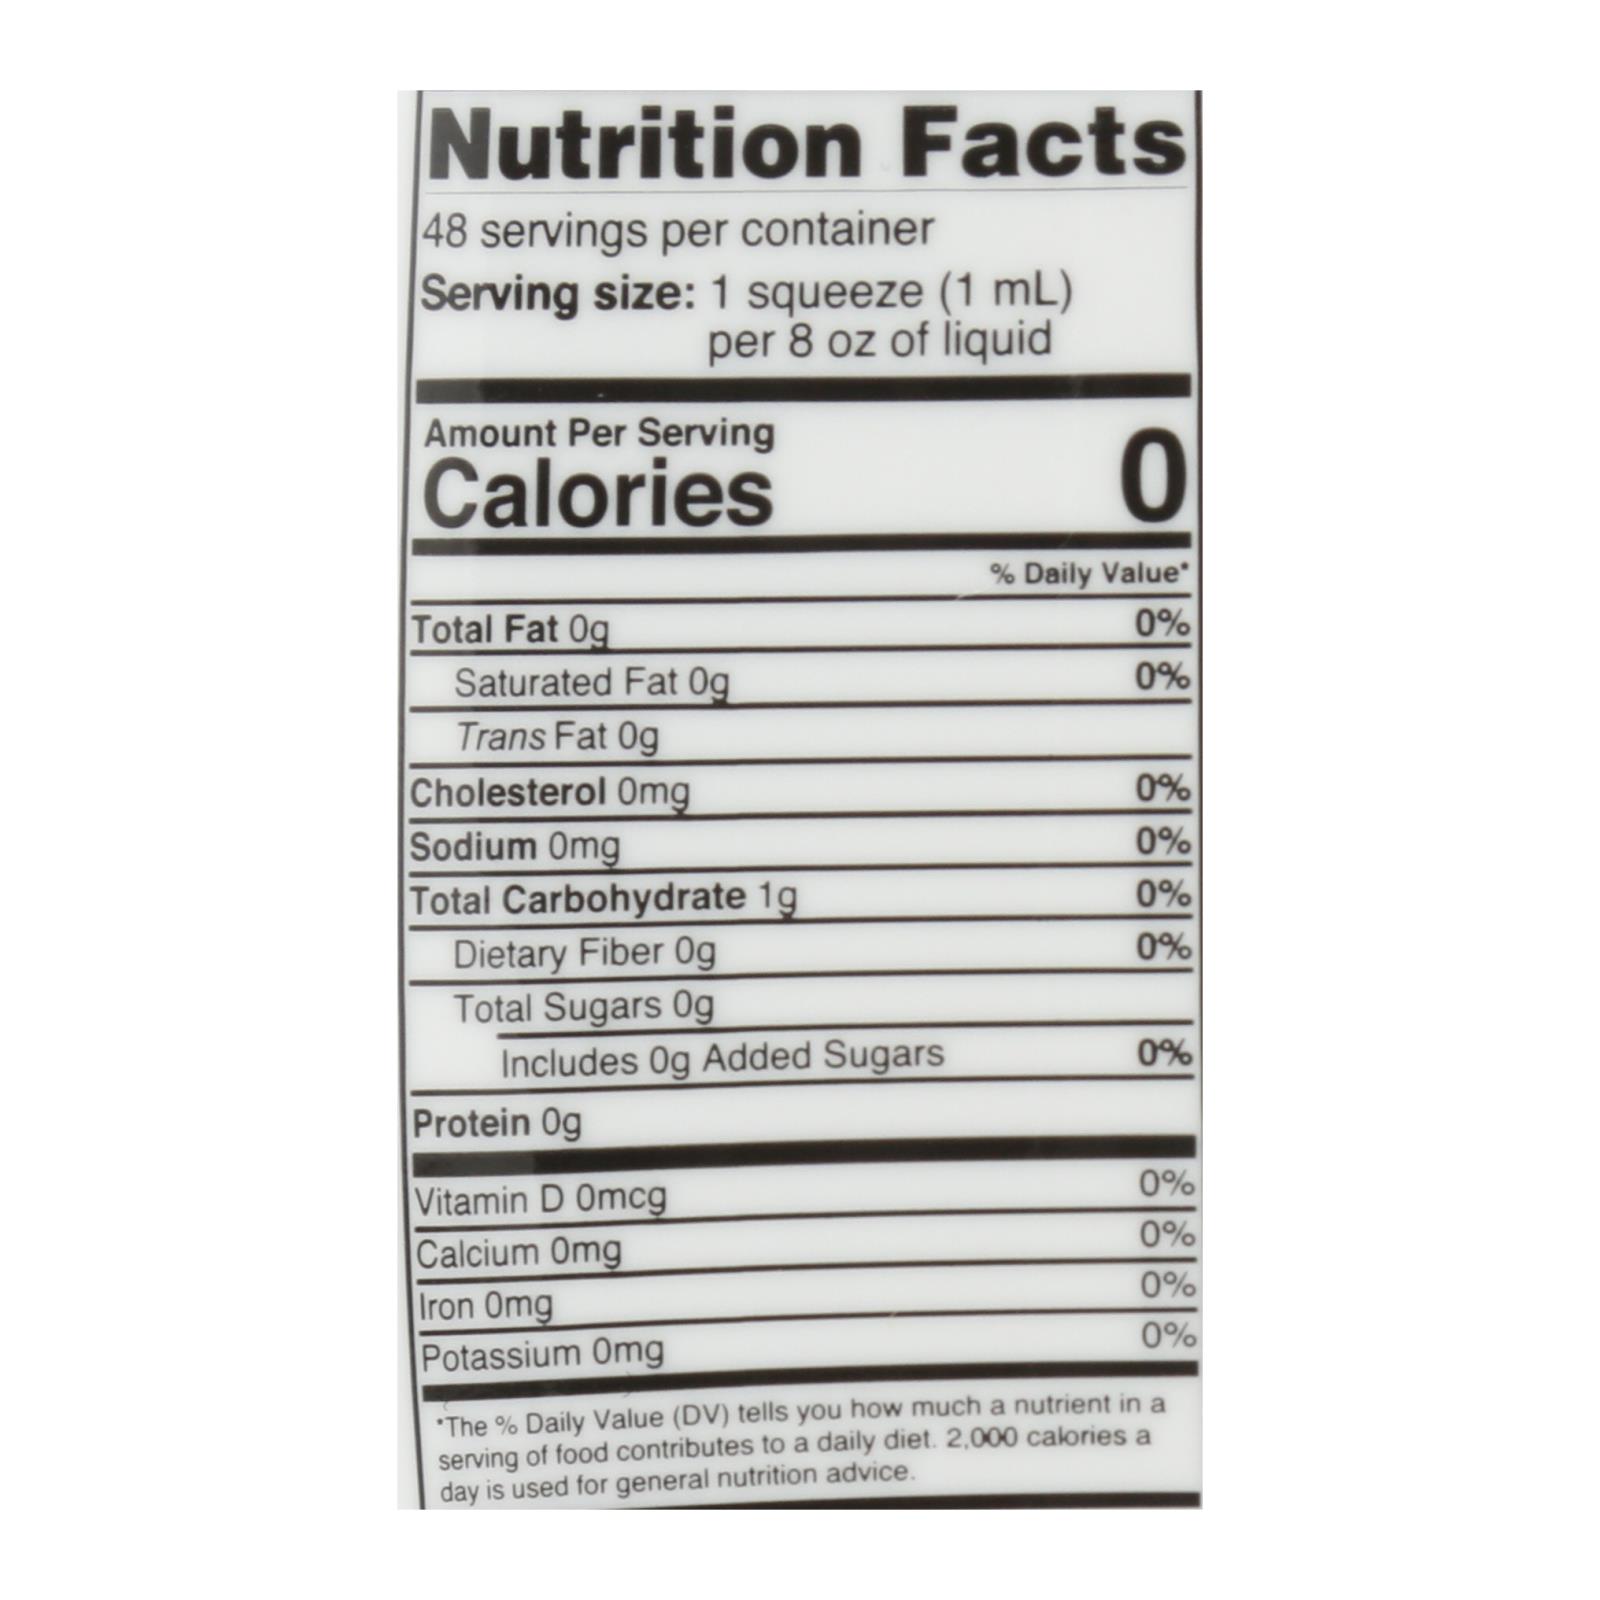 Nutrition Facts
48 servings per container
Serving size: 1 squeeze (1 mL)
per 8 oz of liquid
Amount Per Serving
Calories 0
% Daily Value*
Total Fat 0g 0%
Saturated Fat 0g 0%
Trans Fat 0g
Cholesterol 0mg 0%
Sodium 0mg 0%
Total Carbohydrate 1g 0%
Dietary Fiber 0g 0%
Total Sugars 0g
Includes 0g Added Sugars 0%
Protein 0g
Vitamin D 0mcg 0%
Calcium 0mg 0%
Iron 0mg 0%
Potassium 0mg 0%
*The % Daily Value (DV) tells you how much a nutrient in a
serving of food contributes to a daily diet. 2,000 calories a
day is used for general nutrition advice.